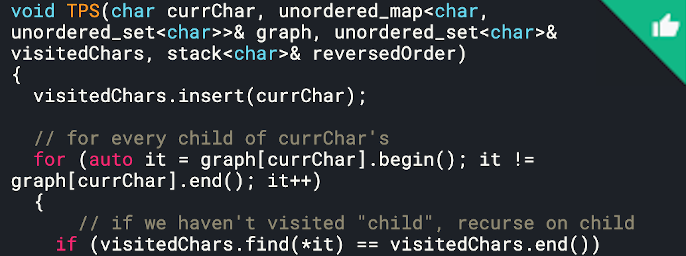 void TPS(char currChar, unordered_map<char,
unordered_set<char>>& graph, unordered_set<char>&
visitedChars, stack<char>& reversedOrder)
{
visitedChars.insert(currChar);
// for every child of currChar's
for (auto it = graph[currChar].begin(); it !=
graph[currChar].end(); it++)
{
// if we haven't visited "child", recurse on child
if (visitedChars.find(*it) == visitedChars.end())